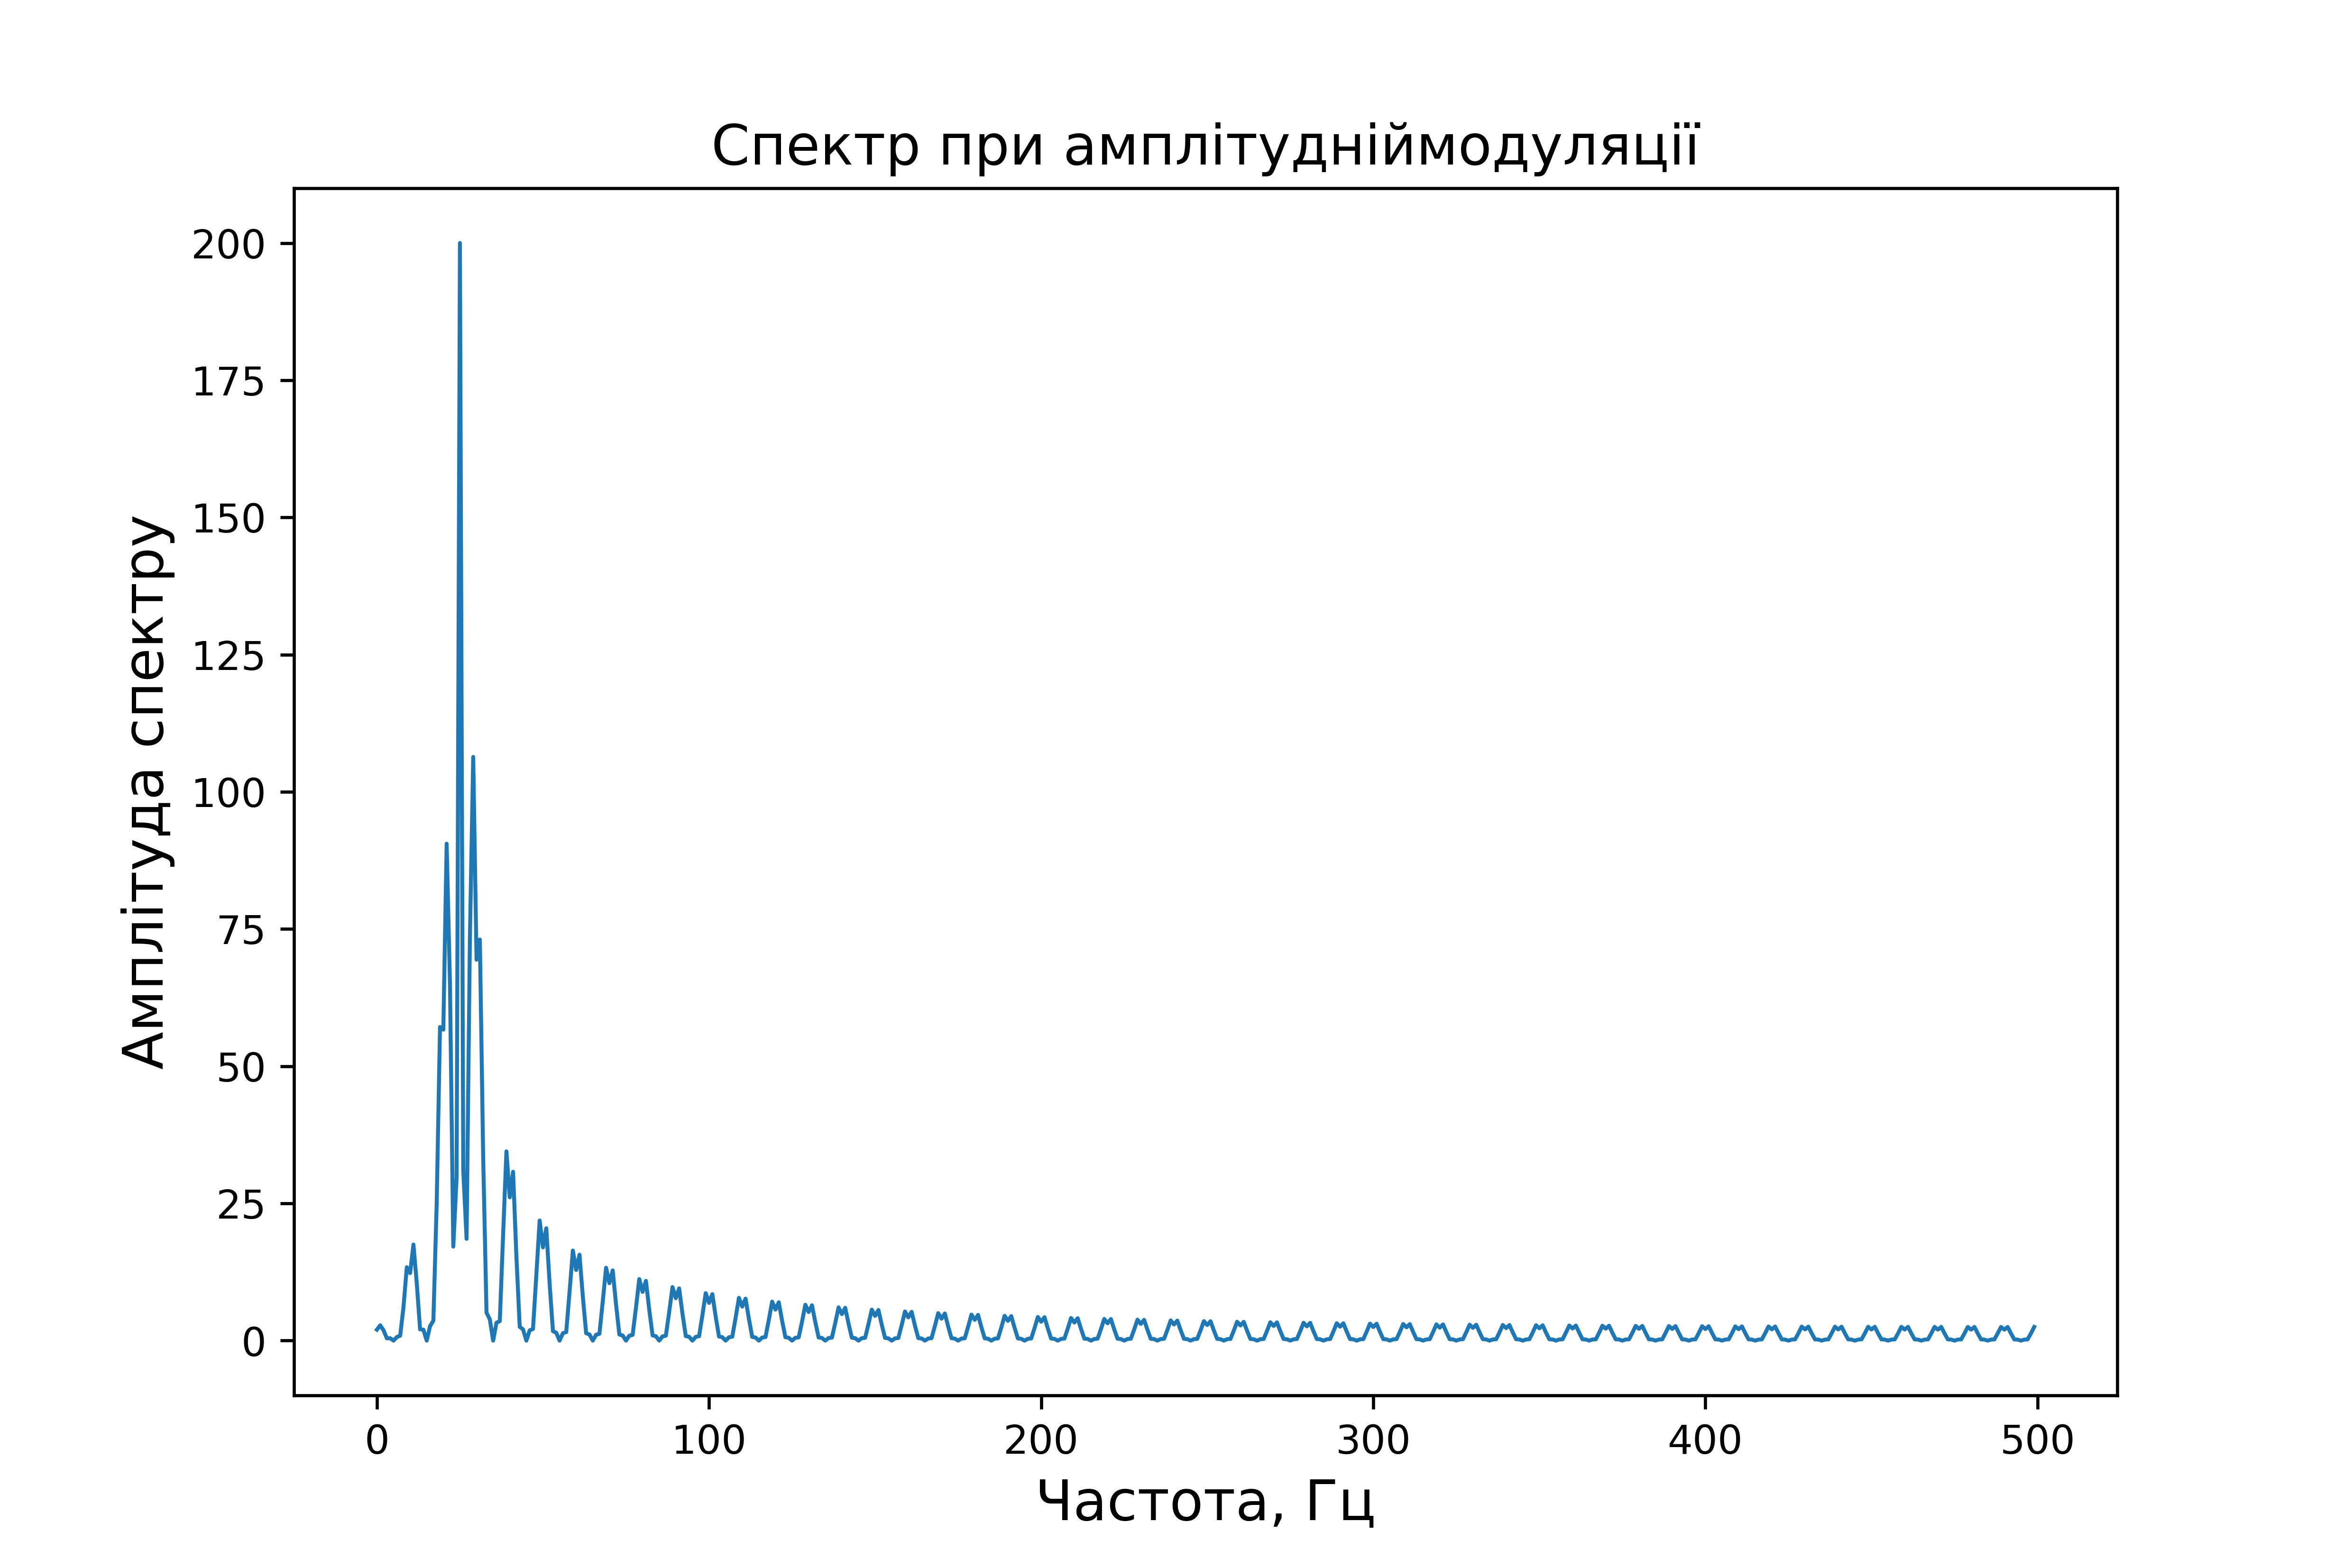 Спектр при амплітудніймодуляції
Амплітуда спектру
200
175
150
125
100
75
50
25
0
0 100 200 300 400 500
Частота, Гц